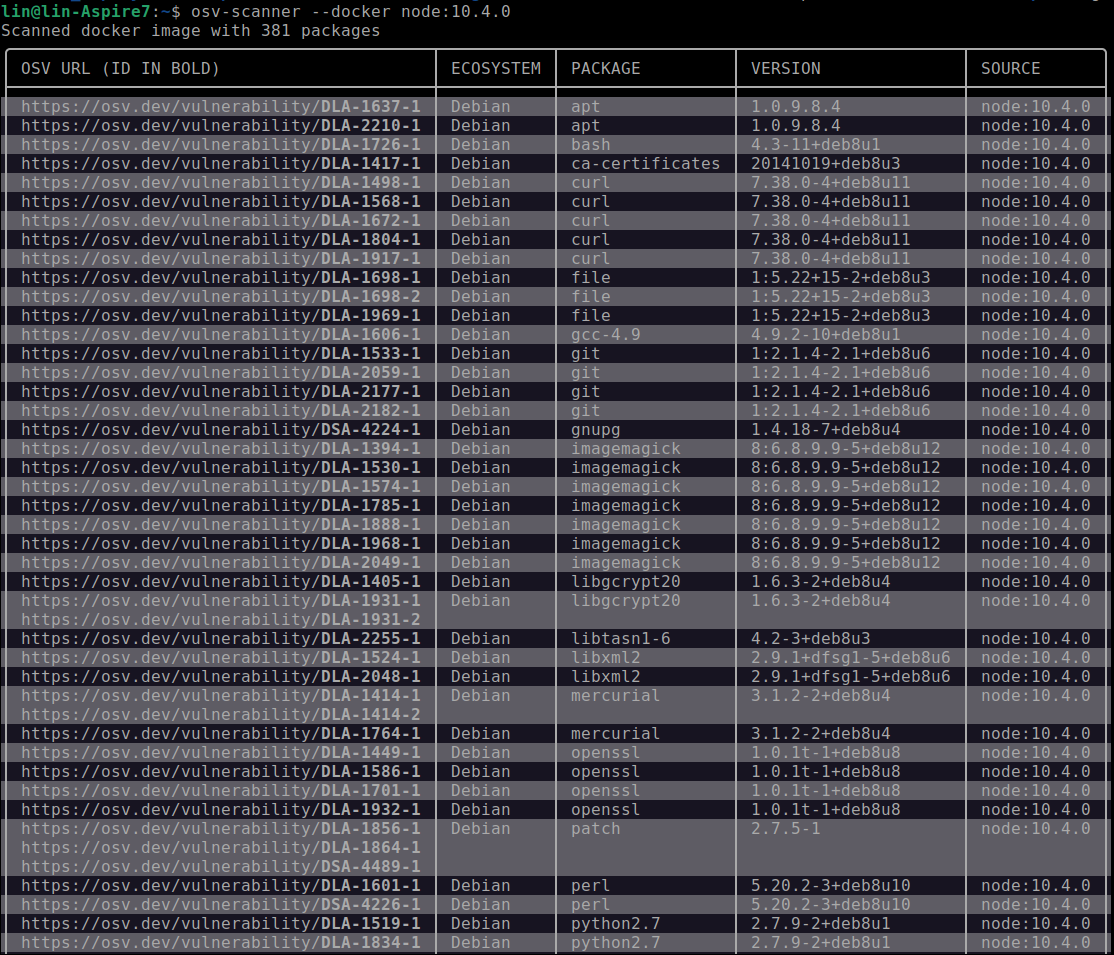 lin@lin-Aspire7:~$ osv-scanner --docker node:10.4.0
Scanned docker image with 381 packages
OSV URL (ID IN BOLD) ECOSYSTEM PACKAGE VERSION SOURCE
https://osv.dev/vulnerability/DLA-1637-1 Debian apt 1.0.9.8.4 node:10.4.0
https://osv.dev/vulnerability/DLA-2210-1 Debian apt 1.0.9.8.4 node:10.4.0
https://osv.dev/vulnerability/DLA-1726-1 Debian bash 4.3-11+deb8u1 node:10.4.0
https://osv.dev/vulnerability/DLA-1417-1 Debian ca-certificates 20141019+deb8u3 node:10.4.0
https://osv.dev/vulnerability/DLA-1498-1 Debian curl 7.38.0-4+deb8u11 node:10.4.0
https://osv.dev/vulnerability/DLA-1568-1 Debian curl 7.38.0-4+deb8u11 node:10.4.0
https://osv.dev/vulnerability/DLA-1672-1 Debian curl 7.38.0-4+deb8u11 node:10.4.0
https://osv.dev/vulnerability/DLA-1804-1 Debian curl 7.38.0-4+deb8u11 node:10.4.0
https://osv.dev/vulnerability/DLA-1917-1 Debian curl 7.38.0-4+deb8u11 node:10.4.0
https://osv.dev/vulnerability/DLA-1698-1 Debian file 1:5.22+15-2+deb8u3 node:10.4.0
https://osv.dev/vulnerability/DLA-1698-2 Debian file 1:5.22+15-2+deb8u3 node:10.4.0
https://osv.dev/vulnerability/DLA-1969-1 Debian file 1:5.22+15-2+deb8u3 node:10.4.0
https://osv.dev/vulnerability/DLA-1606-1 Debian gcc-4.9 4.9.2-10+deb8u1 node:10.4.0
https://osv.dev/vulnerability/DLA-1533-1 Debian git 1:2.1.4-2.1+deb8u6 node:10.4.0
https://osv.dev/vulnerability/DLA-2059-1 Debian git 1:2.1.4-2.1+deb8u6 node:10.4.0
https://osv.dev/vulnerability/DLA-2177-1 Debian git 1:2.1.4-2.1+deb8u6 node:10.4.0
https://osv.dev/vulnerability/DLA-2182-1 Debian git 1:2.1.4-2.1+deb8u6 node:10.4.0
https://osv.dev/vulnerability/DSA-4224-1 Debian gnupg 1.4.18-7+deb8u4 node:10.4.0
https://osv.dev/vulnerability/DLA-1394-1 Debian imagemagick 8:6.8.9.9-5+deb8u12 node:10.4.0
https://osv.dev/vulnerability/DLA-1530-1 Debian imagemagick 8:6.8.9.9-5+deb8u12 node:10.4.0
https://osv.dev/vulnerability/DLA-1574-1 Debian imagemagick 8:6.8.9.9-5+deb8u12 node:10.4.0
https://osv.dev/vulnerability/DLA-1785-1 Debian imagemagick 8:6.8.9.9-5+deb8u12 node:10.4.0
https://osv.dev/vulnerability/DLA-1888-1 Debian imagemagick 8:6.8.9.9-5+deb8u12 node:10.4.0
https://osv.dev/vulnerability/DLA-1968-1 Debian imagemagick 8:6.8.9.9-5+deb8u12 node:10.4.0
https://osv.dev/vulnerability/DLA-2049-1 Debian imagemagick 8:6.8.9.9-5+deb8u12 node:10.4.0
https://osv.dev/vulnerability/DLA-1405-1 Debian libgcrypt20 1.6.3-2+deb8u4 node:10.4.0
https://osv.dev/vulnerability/DLA-1931-1 Debian libgcrypt20 1.6.3-2+deb8u4 node:10.4.0
https://osv.dev/vulnerability/DLA-1931-2
https://osv.dev/vulnerability/DLA-2255-1 Debian libtasn1-6 4.2-3+deb8u3 node:10.4.0
https://osv.dev/vulnerability/DLA-1524-1 Debian libxml2 2.9.1+dfsg1-5+deb8u6 node:10.4.0
https://osv.dev/vulnerability/DLA-2048-1 Debian libxml2 2.9.1+dfsg1-5+deb8u6 node:10.4.0
https://osv.dev/vulnerability/DLA-1414-1 Debian mercurial 3.1.2-2+deb8u4 node:10.4.0
https://osv.dev/vulnerability/DLA-1414-2
https://osv.dev/vulnerability/DLA-1764-1 Debian mercurial 3.1.2-2+deb8u4 node:10.4.0
https://osv.dev/vulnerability/DLA-1449-1 Debian openssl 1.0.1t-1+deb8u8 node:10.4.0
https://osv.dev/vulnerability/DLA-1586-1 Debian openssl 1.0.1t-1+deb8u8 node:10.4.0
https://osv.dev/vulnerability/DLA-1701-1 Debian openssl 1.0.1t-1+deb8u8 node:10.4.0
https://osv.dev/vulnerability/DLA-1932-1 Debian openssl 1.0.1t-1+deb8u8 node:10.4.0
https://osv.dev/vulnerability/DLA-1856-1 Debian patch 2.7.5-1 node:10.4.0
https://osv.dev/vulnerability/DLA-1864-1
https://osv.dev/vulnerability/DSA-4489-1
https://osv.dev/vulnerability/DLA-1601-1 Debian perl 5.20.2-3+deb8u10 node:10.4.0
https://osv.dev/vulnerability/DSA-4226-1 Debian perl 5.20.2-3+deb8u10 node:10.4.0
https://osv.dev/vulnerability/DLA-1519-1 Debian python2.7 2.7.9-2+deb8u1 node:10.4.0
https://osv.dev/vulnerability/DLA-1834-1 Debian python2.7 2.7.9-2+deb8u1 node:10.4.0